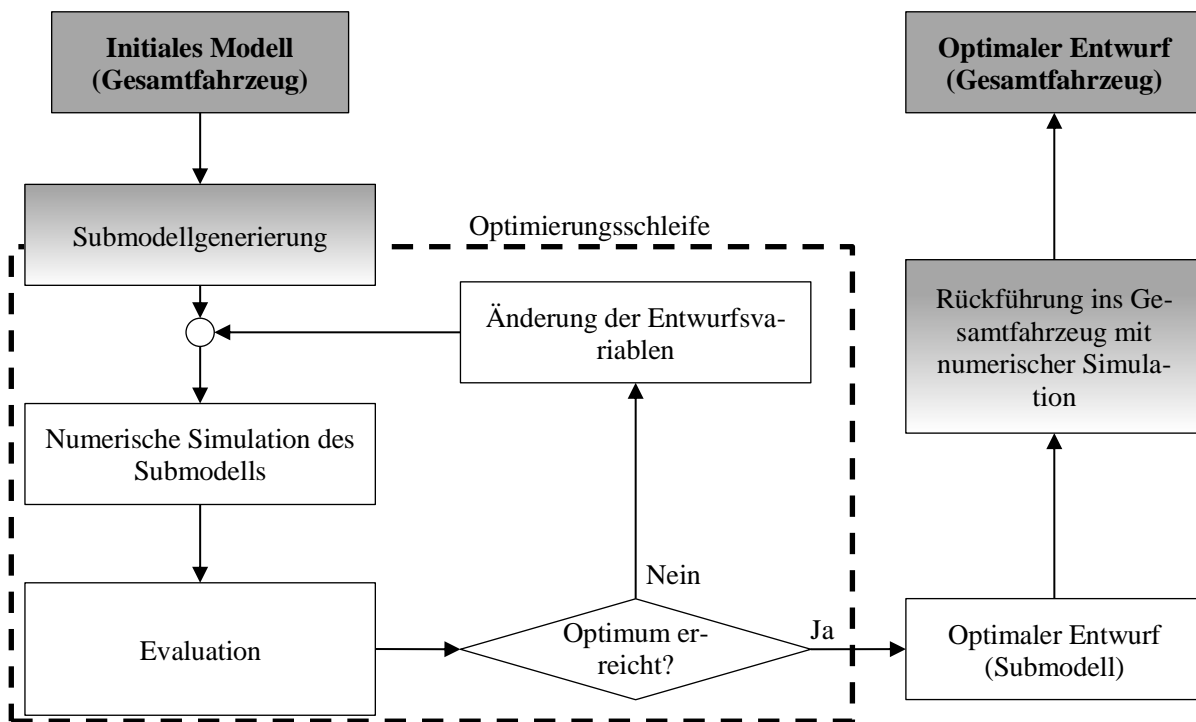 Initiales Modell
(Gesamtfahrzeug)
Submodellgenerierung
Optimierungsschleife
Änderung der Entwurfsva-
riablen
Numerische Simulation des
Submodells
Evaluation
Optimum er-
reicht?
Nein
Ja
Optimaler Entwurf
(Submodell)
Rückführung ins Ge-
samtfahrzeug mit
numerischer Simula-
tion
Optimaler Entwurf
(Gesamtfahrzeug)